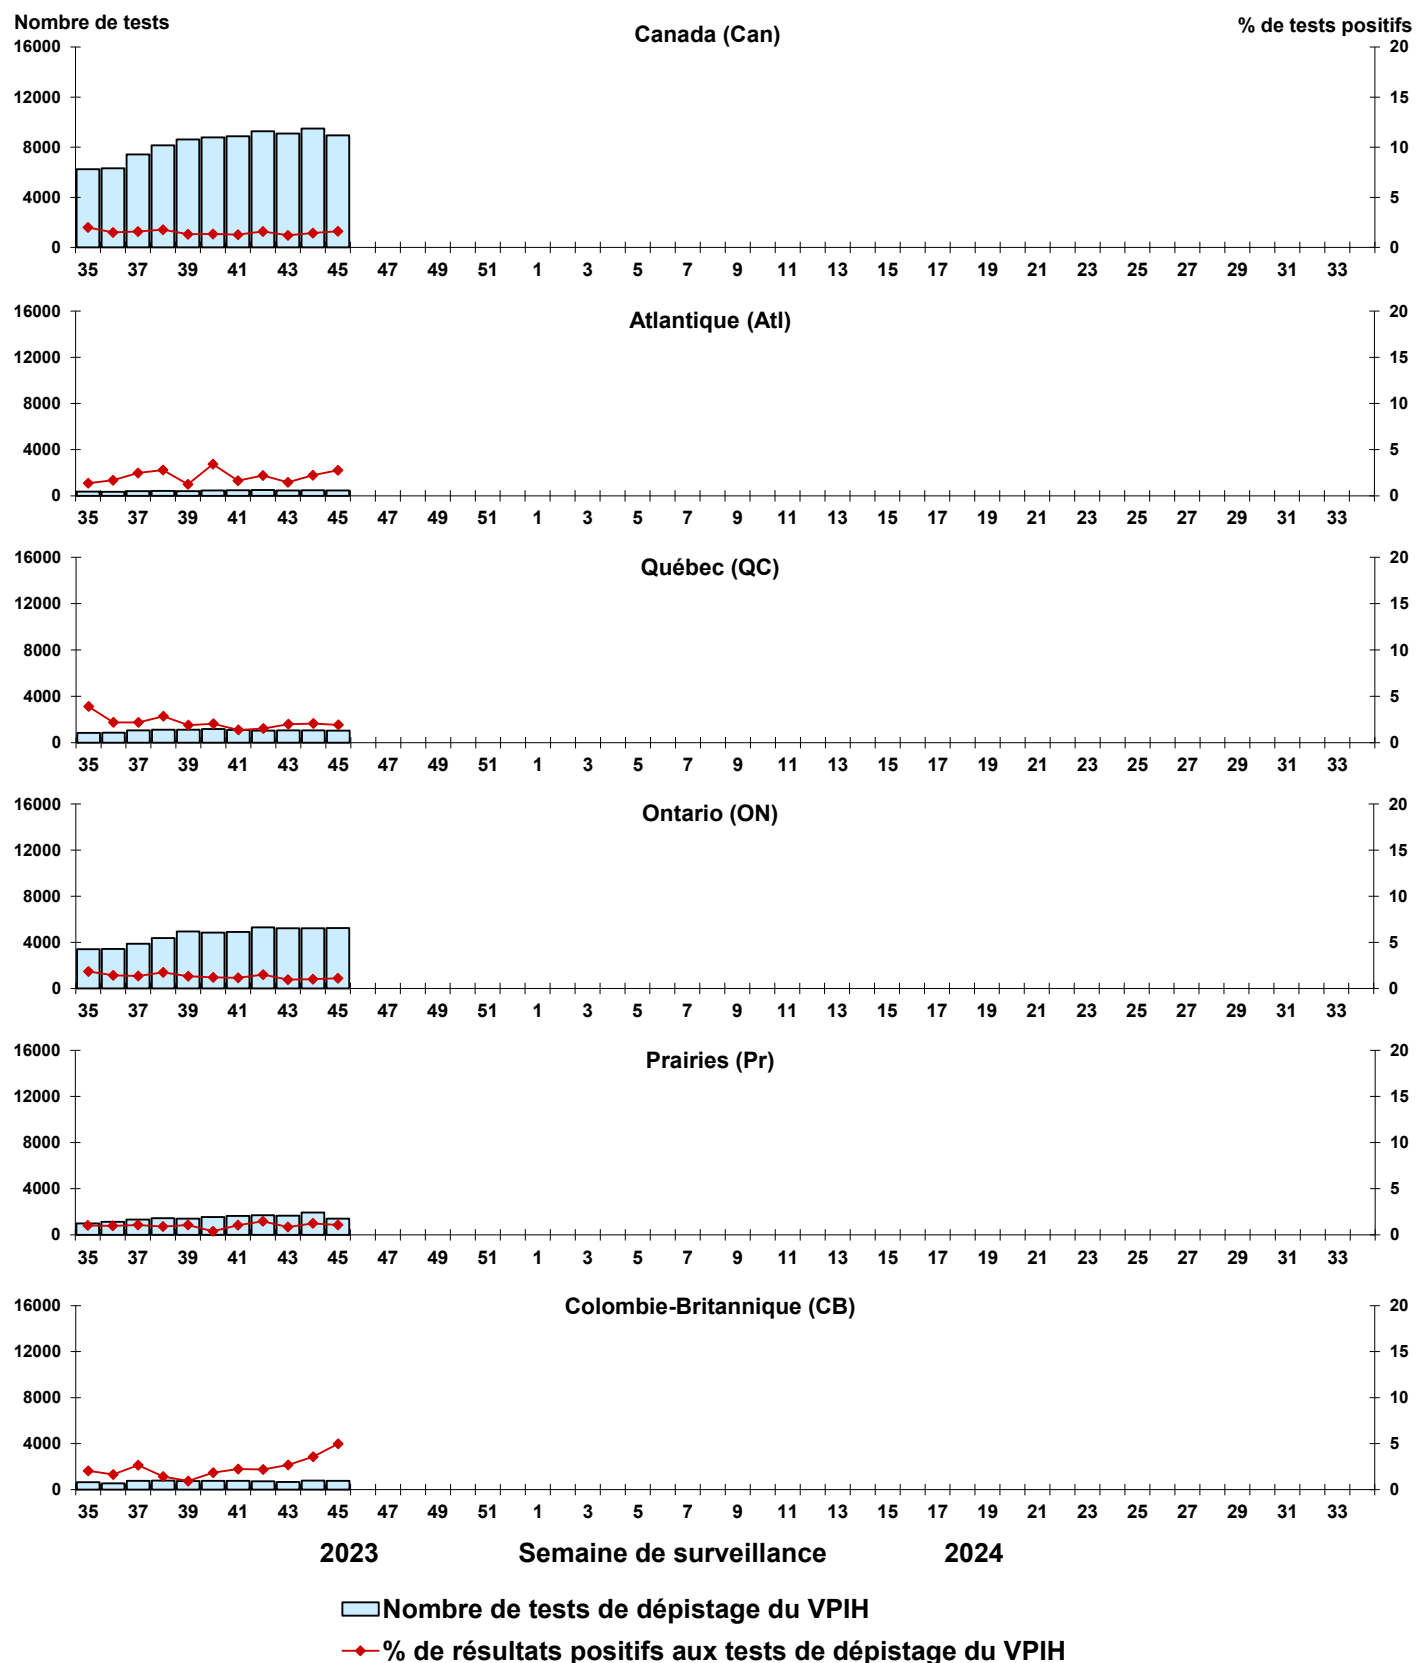 Nombre de tests
Canada (Can)
% de tests positifs
16000 20
12000 15
8000 10
4000 5
0 0
35 37 39 41 43 45 47 49 51 1 3 5 7 9 11 13 15 17 19 21 23 25 27 29 31 33
Atlantique (Atl)
16000 20
12000 15
8000 10
4000 5
0 0
35 37 39 41 43 45 47 49 51 1 3 5 7 9 11 13 15 17 19 21 23 25 27 29 31 33
Québec (QC)
16000 20
12000 15
8000 10
4000 5
0 0
35 37 39 41 43 45 47 49 51 1 3 5 7 9 11 13 15 17 19 21 23 25 27 29 31 33
Ontario (ON)
16000 20
12000 15
8000 10
4000 5
0 0
35 37 39 41 43 45 47 49 51 1 3 5 7 9 11 13 15 17 19 21 23 25 27 29 31 33
Prairies (Pr)
16000 20
12000 15
8000 10
4000 5
0 0
35 37 39 41 43 45 47 49 51 1 3 5 7 9 11 13 15 17 19 21 23 25 27 29 31 33
Colombie-Britannique (CB)
16000 20
12000 15
8000 10
4000 5
0 0
35 37 39 41 43 45 47 49 51 1 3 5 7 9 11 13 15 17 19 21 23 25 27 29 31 33
2023 Semaine de surveillance 2024
Nombre de tests de dépistage du VPIH
% de résultats positifs aux tests de dépistage du VPIH